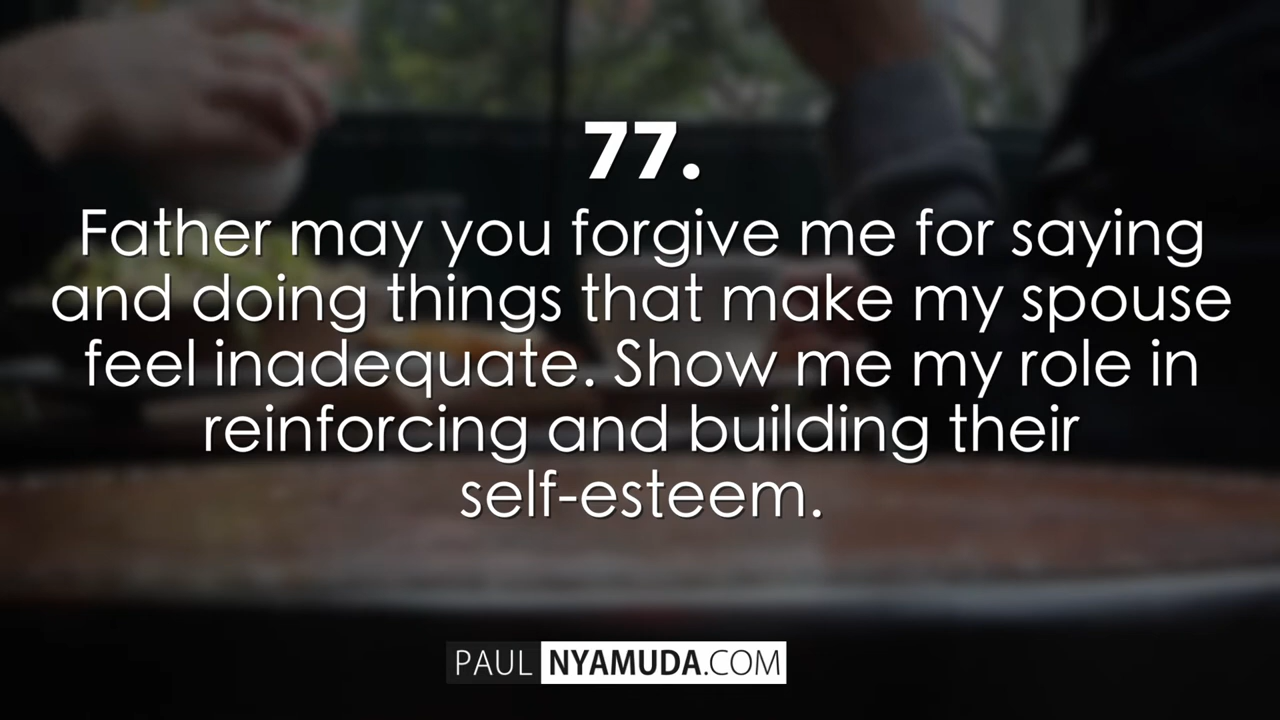 77.
Father may you forgive me for saying
and doing things that make my spouse
feel inadequate. Show me my role in
reinforcing and building their
self-esteem.
PAUL NYAMUDA.COM